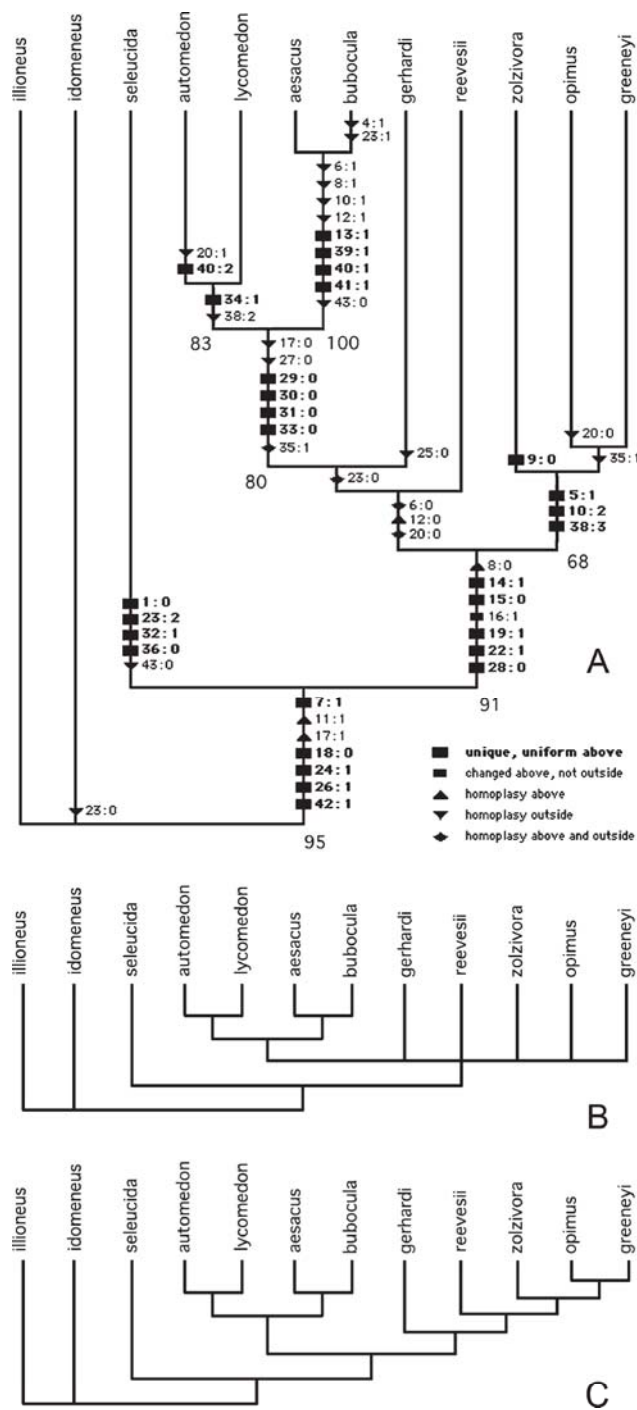 illioneus
idomeneus
seleucida
automedon
lycomedon
aesacus
bubocula
gerhardi
reevesii
zolzivora
opimus
greeneyi
4:1
23:1
6:1
8:1
10:1
12:1
13:1
39:1
40:1
41:1
43:0
20:1
40:2
34:1
38:2
83
100
17:0
27:0
29:0
30:0
31:0
33:0
35:1
25:0
80
23:0
20:0
35:1
9:0
5:1
10:2
38:3
68
6:0
12:0
20:0
8:0
14:1
15:0
16:1
19:1
22:1
28:0
91
1:0
23:2
32:1
36:0
43:0
A
7:1
11:1
17:1
18:0
24:1
26:1
42:1
95
23:0
unique, uniform above
changed above, not outside
homoplasy above
homoplasy outside
homoplasy above and outside
illioneus
idomeneus
seleucida
automedon
lycomedon
aesacus
bubocula
gerhardi
reevesii
zolzivora
opimus
greeneyi
B
illioneus
idomeneus
seleucida
automedon
lycomedon
aesacus
bubocula
gerhardi
reevesii
zolzivora
opimus
greeneyi
C